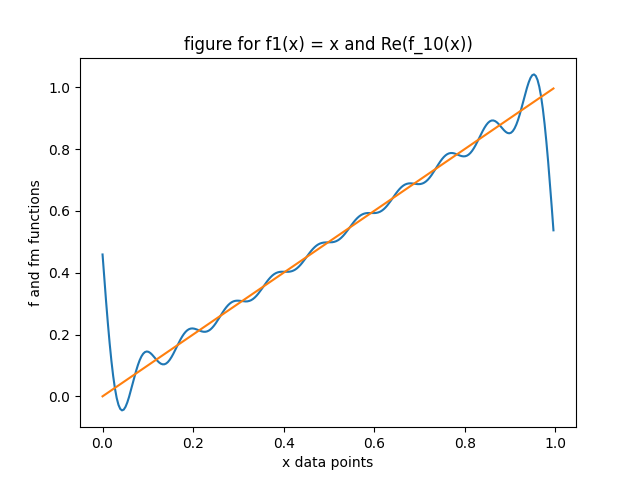 figure for f1(x) = x and Re(f_10(x))
1.0
0.8
0.6
0.4
0.2
0.0
f and fm functions
0.0 0.2 0.4 0.6 0.8 1.0
x data points